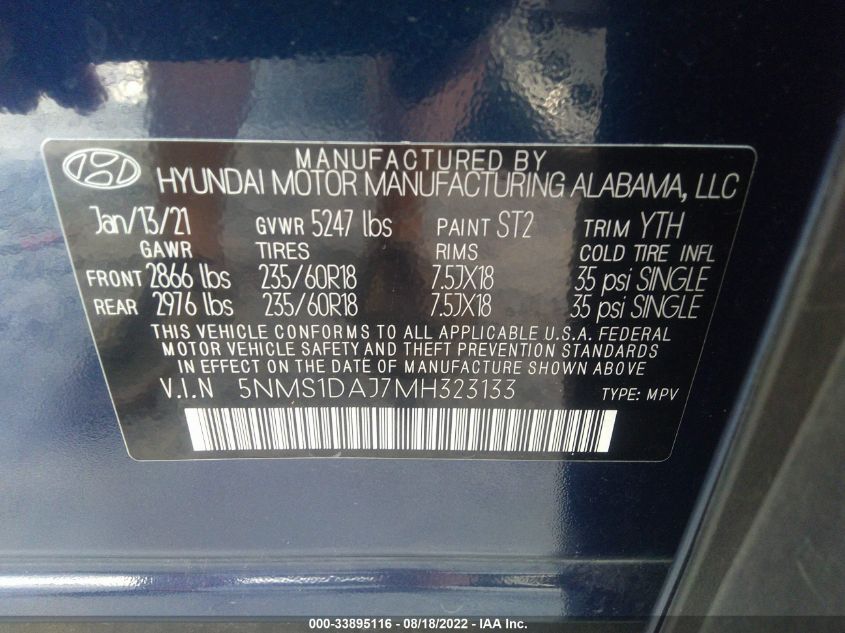 MANUFACTURED BY
HYUNDAI MOTOR MANUFACTURING ALABAMA, LLC
Jan/13/21 GVWR 5247 lbs PAINT ST2 TRIM YTH
GAWR TIRES RIMS COLD TIRE INFL
FRONT 2866 lbs 235/60R18 7.5JX18 35 psi SINGLE
REAR 2976 lbs 235/60R18 7.5JX18 35 psi SINGLE
THIS VEHICLE CONFORMS TO ALL APPLICABLE U.S.A. FEDERAL
MOTOR VEHICLE SAFETY AND THEFT PREVENTION STANDARDS
IN EFFECT ON THE DATE OF MANUFACTURE SHOWN ABOVE
V.I.N 5NMS1DAJ7MH323133 TYPE: MPV
000-33895116 - 08/18/2022 - IAA Inc.